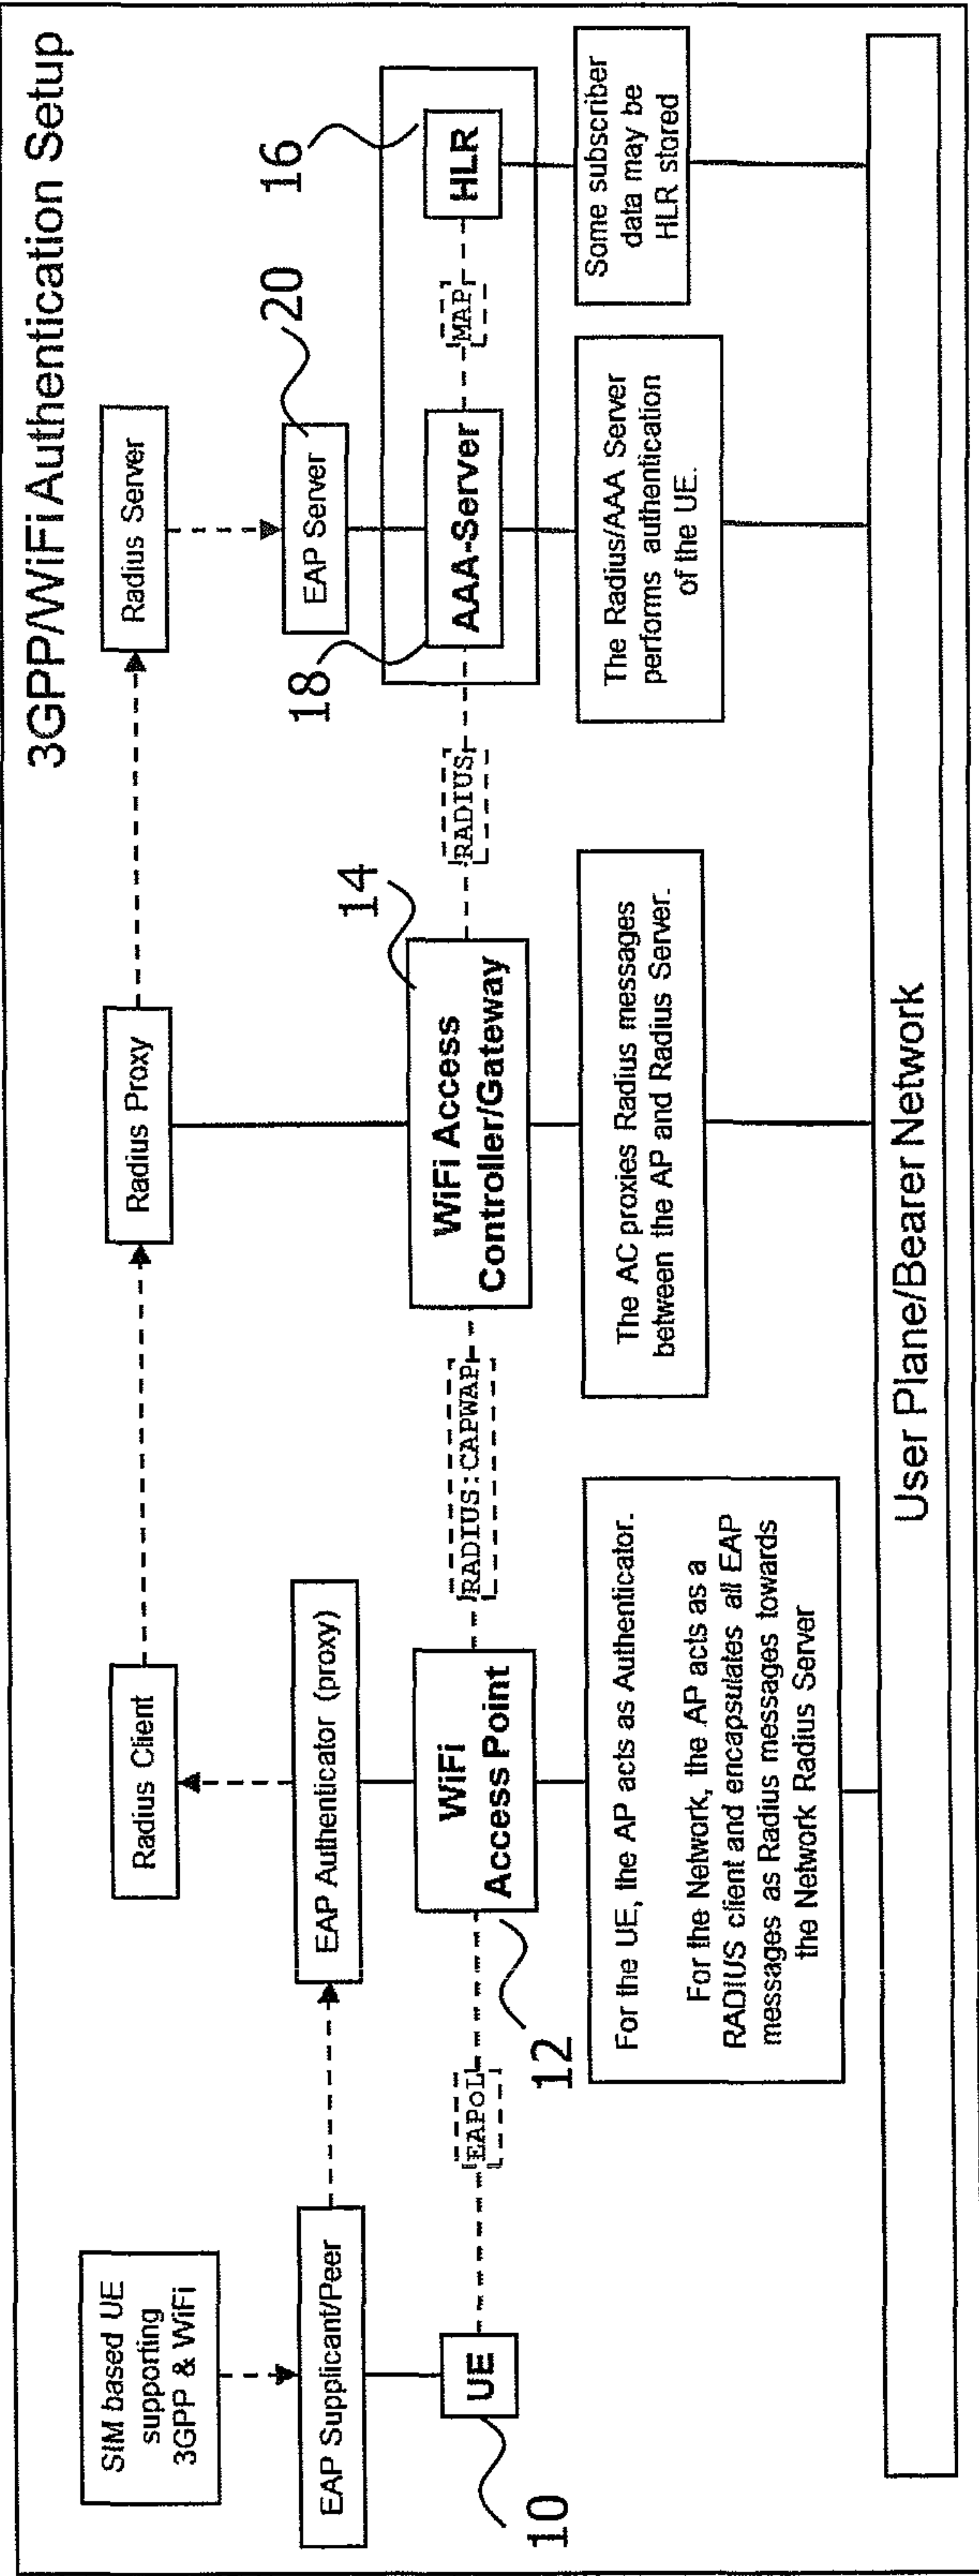 3GPP/WiFi Authentication Setup
SIM based UE
supporting
3GPP & WiFi
Radius Client
Radius Proxy
Radius Server
EAP Supplicant/Peer
EAP Authenticator (proxy)
EAP Server
20
16
18
14
UE
EAPoL
WiFi
Access Point
RADIUS:CAPWAP
WiFi Access
Controller/Gateway
RADIUS
AAA-Server
MAP
HLR
10
12
For the UE, the AP acts as Authenticator.
For the Network, the AP acts as a
RADIUS client and encapsulates all EAP
messages as Radius messages towards
the Network Radius Server
The AC proxies Radius messages
between the AP and Radius Server.
The Radius/AAA Server
performs authentication
of the UE.
Some subscriber
data may be
HLR stored
User Plane/Bearer Network